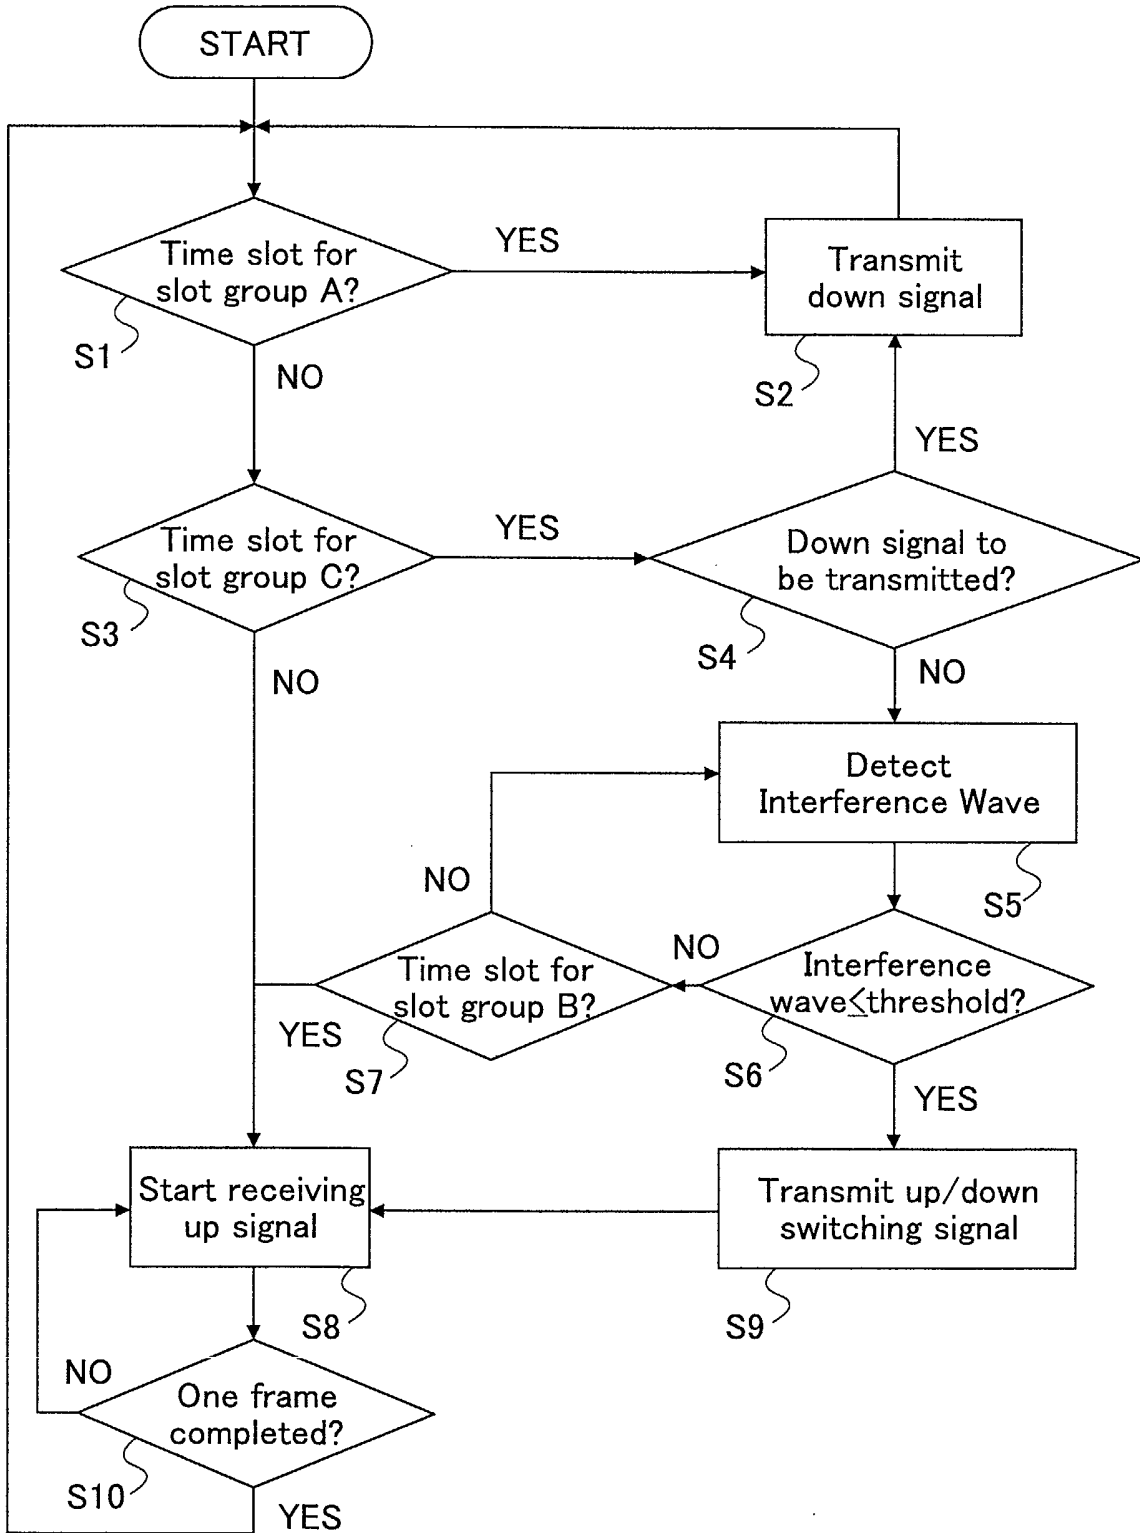 START
Time slot for
slot group A?
YES
Transmit
down signal
S1
S2
NO
YES
Time slot for
slot group C?
YES
Down signal to
be transmitted?
S3
S4
NO
NO
Detect
Interference Wave
NO
S5
Time slot for
slot group B?
NO
Interference
wave≤threshold?
YES
S7
S6
YES
Start receiving
up signal
Transmit up/down
switching signal
S8
S9
NO
One frame
completed?
S10
YES